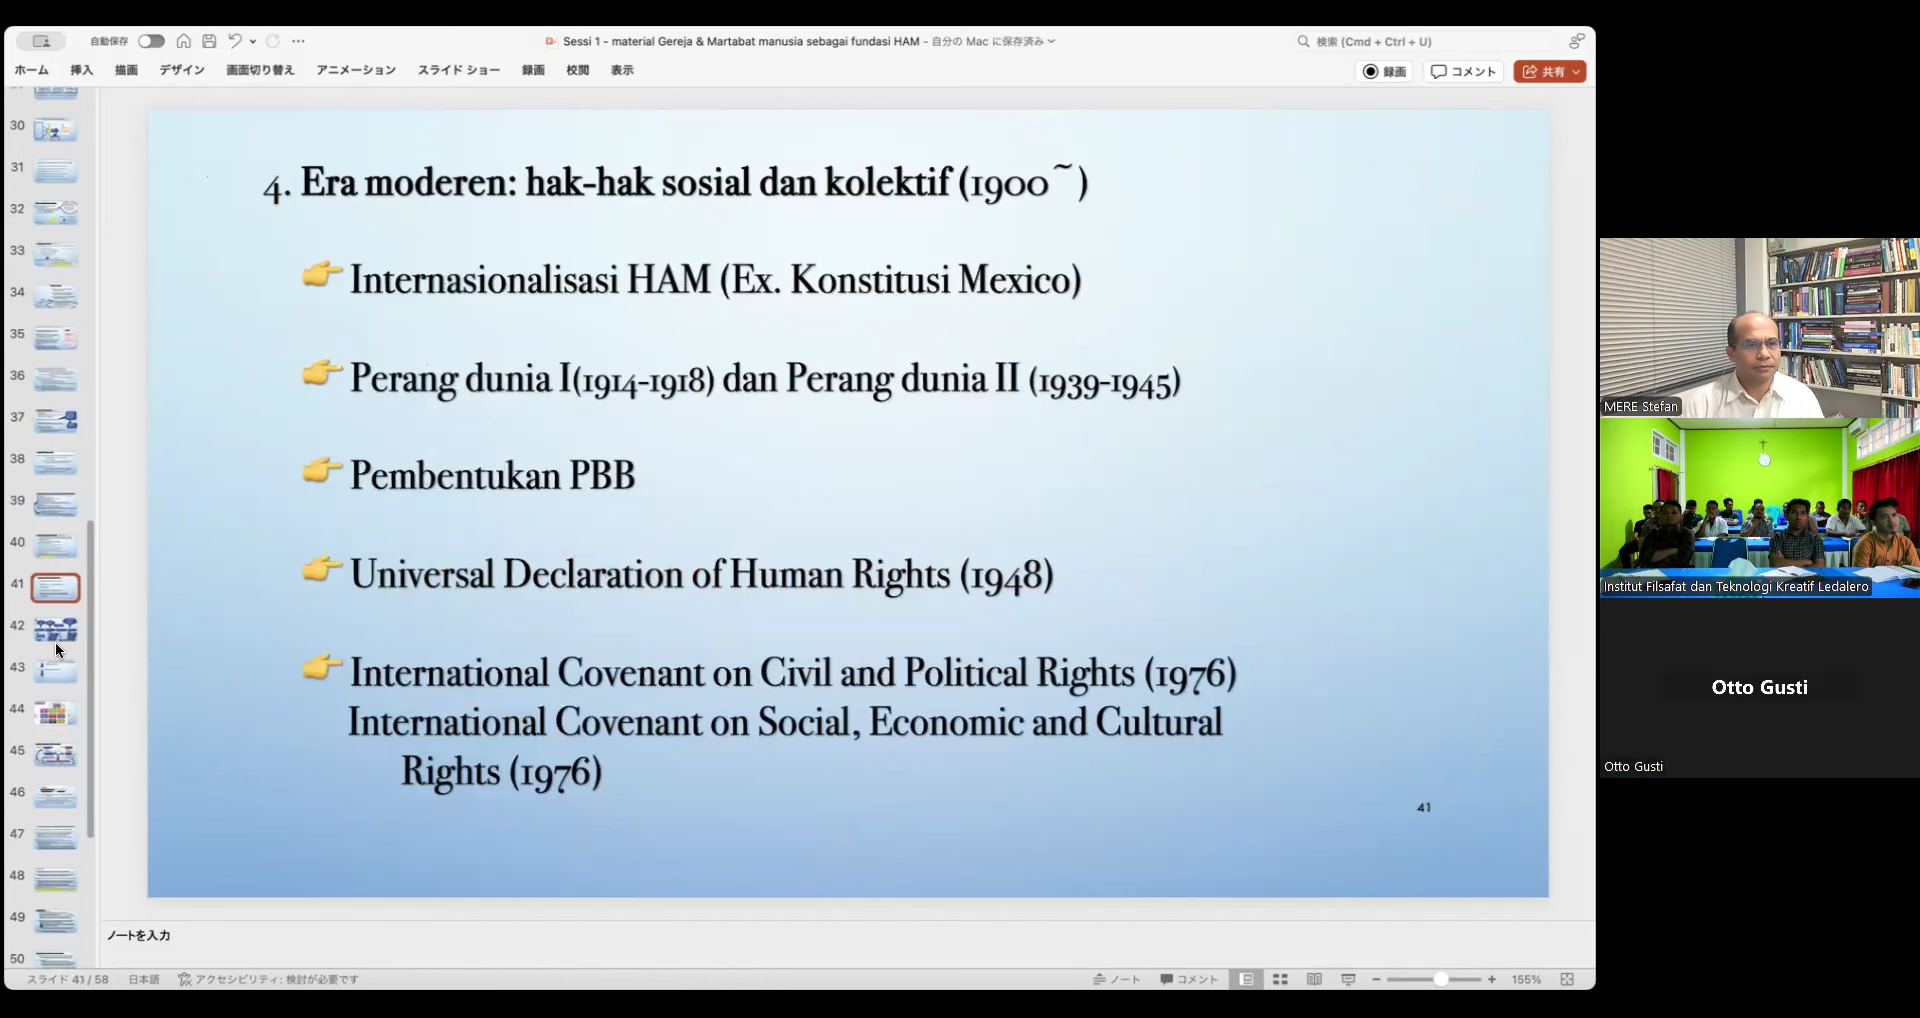 自動保存
Sessi 1 - material Gereja & Martabat manusia sebagai fundasi HAM - 自分の Mac に保存済み
検索 (Cmd + Ctrl + U)
ホーム 挿入 描画 デザイン 画面切り替え アニメーション スライド ショー 録画 校閲 表示
録画 コメント 共有
30
31
32
33
34
35
36
37
38
39
40
41
42
43
44
45
46
47
48
49
50
4. Era moderen: hak-hak sosial dan kolektif (1900~)
👉 Internasionalisasi HAM (Ex. Konstitusi Mexico)
👉 Perang dunia I(1914-1918) dan Perang dunia II (1939-1945)
👉 Pembentukan PBB
👉 Universal Declaration of Human Rights (1948)
👉 International Covenant on Civil and Political Rights (1976)
International Covenant on Social, Economic and Cultural
Rights (1976)
41
ノートを入力
スライド 41 / 58 日本語 アクセシビリティ: 検討が必要です
ノート コメント 155%
MERE Stefan
Institut Filsafat dan Teknologi Kreatif Ledalero
Otto Gusti
Otto Gusti